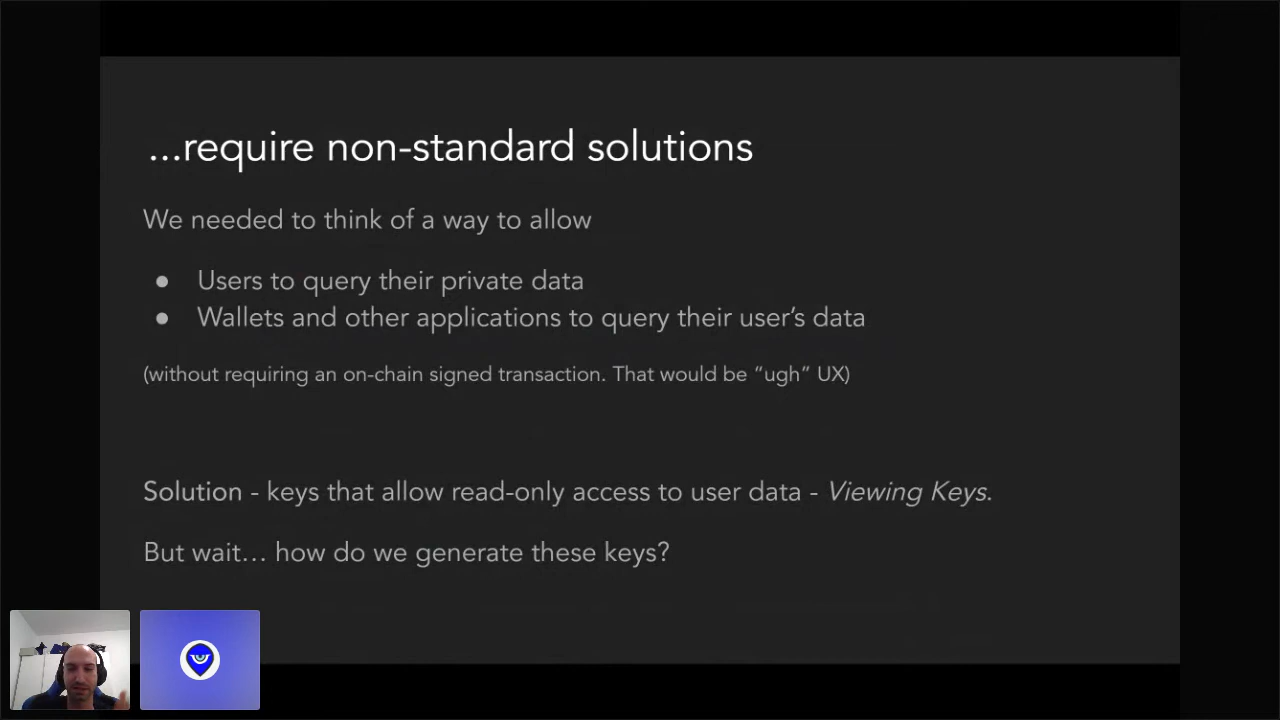 ...require non-standard solutions
We needed to think of a way to allow
● Users to query their private data
● Wallets and other applications to query their user’s data
(without requiring an on-chain signed transaction. That would be “ugh” UX)
Solution - keys that allow read-only access to user data - Viewing Keys.
But wait… how do we generate these keys?